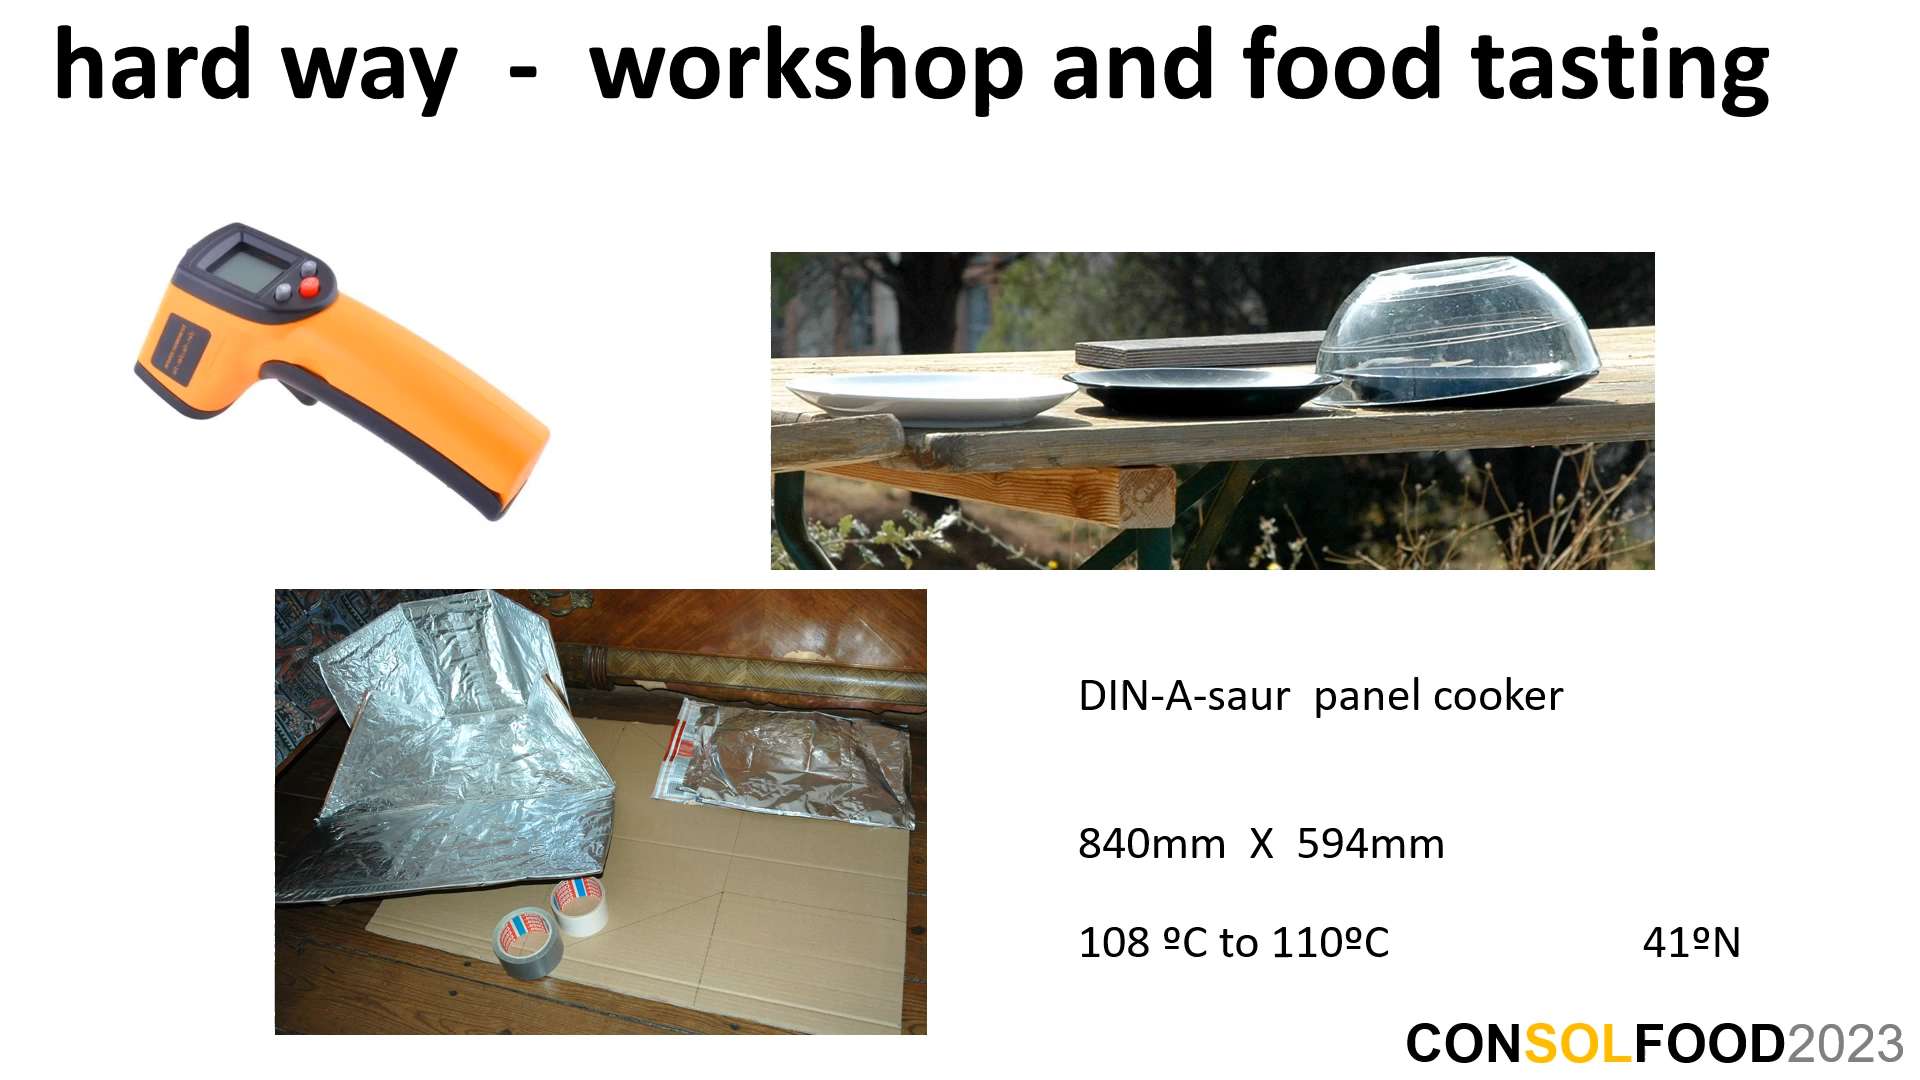 hard way - workshop and food tasting
DIN-A-saur panel cooker
840mm X 594mm
108 ºC to 110ºC
41ºN
CONSOLFOOD2023